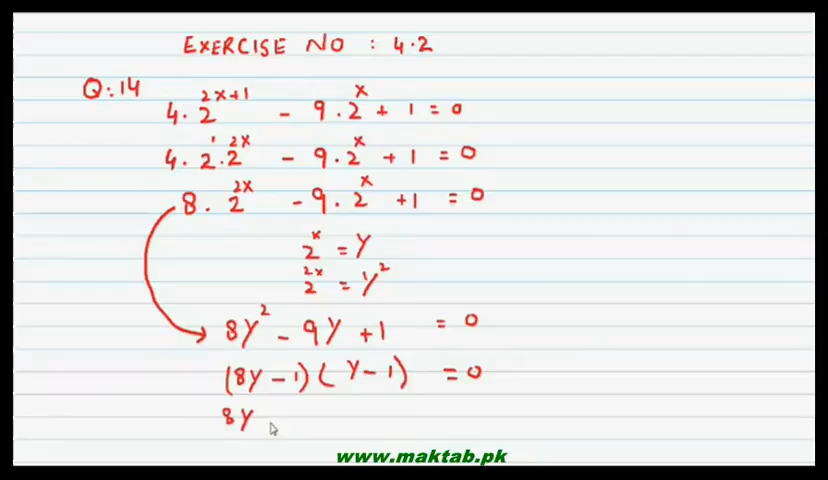 EXERCISE NO : 4.2
Q:14
4.2^{2x+1} - 9.2^x + 1 = 0
4.2^1.2^{2x} - 9.2^x + 1 = 0
8.2^{2x} - 9.2^x + 1 = 0
2^x = y
2^{2x} = y^2
8y^2 - 9y + 1 = 0
(8y - 1)(y - 1) = 0
8y
www.maktab.pk